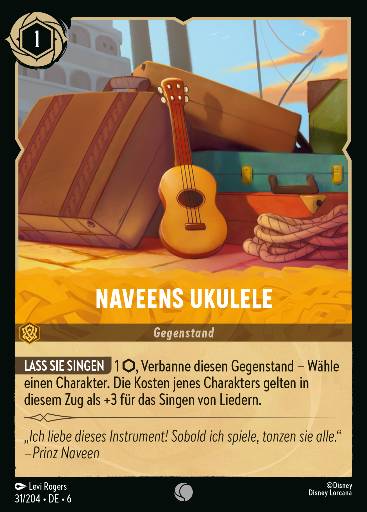 1
NAVEENS UKULELE
Gegenstand
LASS SIE SINGEN 1 ⬡, Verbanne diesen Gegenstand – Wähle
einen Charakter. Die Kosten jenes Charakters gelten in
diesem Zug als +3 für das Singen von Liedern.
„Ich liebe dieses Instrument! Sobald ich spiele, tanzen sie alle.“
–Prinz Naveen
Levi Rogers
©Disney
31/204 • DE • 6
Disney Lorcana